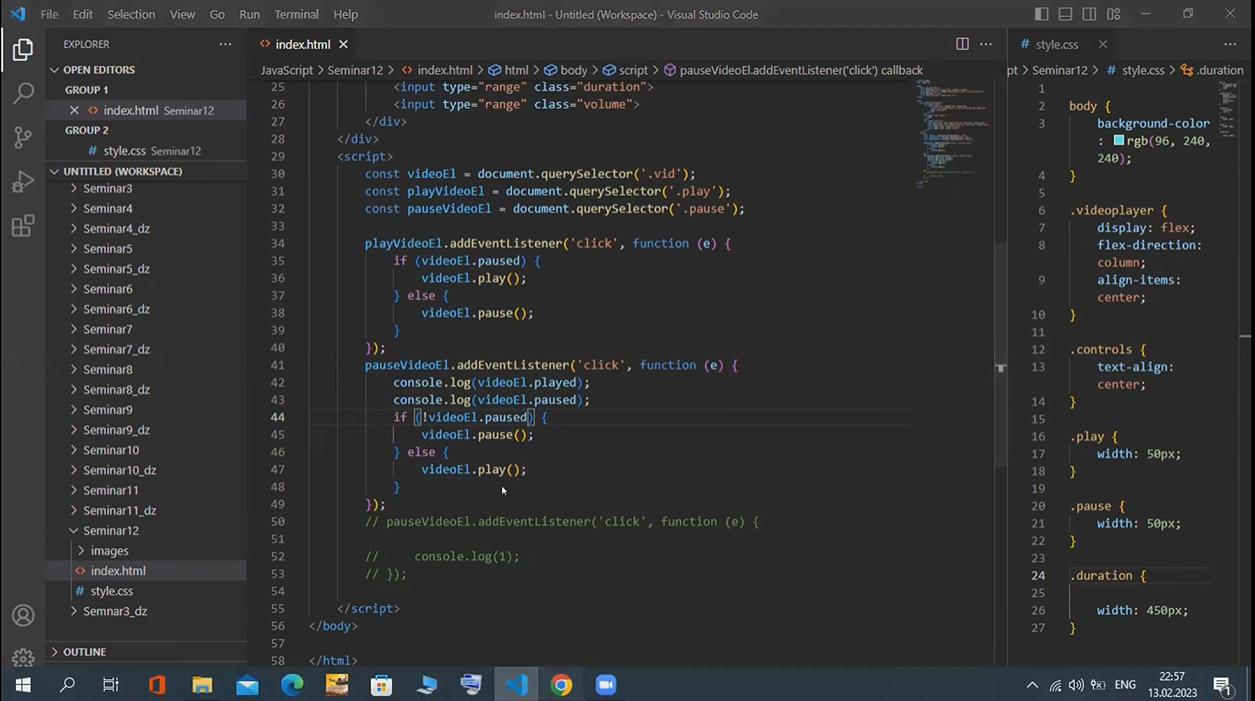 File Edit Selection View Go Run Terminal Help index.html - Untitled (Workspace) - Visual Studio Code
EXPLORER
OPEN EDITORS
GROUP 1
index.html Seminar12
GROUP 2
style.css Seminar12
UNTITLED (WORKSPACE)
Seminar3
Seminar4
Seminar4_dz
Seminar5
Seminar5_dz
Seminar6
Seminar6_dz
Seminar7
Seminar7_dz
Seminar8
Seminar8_dz
Seminar9
Seminar9_dz
Seminar10
Seminar10_dz
Seminar11
Seminar11_dz
Seminar12
images
index.html
style.css
Semnar3_dz
OUTLINE
index.html
JavaScript > Seminar12 > index.html > html > body > script > pauseVideoEl.addEventListener('click') callback
25 <input type="range" class="duration">
26 <input type="range" class="volume">
27 </div>
28 </div>
29 <script>
30 const videoEl = document.querySelector('.vid');
31 const playVideoEl = document.querySelector('.play');
32 const pauseVideoEl = document.querySelector('.pause');
33
34 playVideoEl.addEventListener('click', function (e) {
35 if (videoEl.paused) {
36 videoEl.play();
37 } else {
38 videoEl.pause();
39 }
40 });
41 pauseVideoEl.addEventListener('click', function (e) {
42 console.log(videoEl.played);
43 console.log(videoEl.paused);
44 if (!videoEl.paused) {
45 videoEl.pause();
46 } else {
47 videoEl.play();
48 }
49 });
50 // pauseVideoEl.addEventListener('click', function (e) {
51
52 // console.log(1);
53 // });
54
55 </script>
56 </body>
57
58 </html>
style.css
pt > Seminar12 > style.css > .duration
1
2 body {
3 background-color
: rgb(96, 240,
240);
4 }
5
6 .videoplayer {
7 display: flex;
8 flex-direction:
column;
9 align-items:
center;
10 }
11
12 .controls {
13 text-align:
center;
14 }
15
16 .play {
17 width: 50px;
18 }
19
20 .pause {
21 width: 50px;
22 }
23
24 .duration {
25
26 width: 450px;
27 }
ENG
22:57
13.02.2023
1